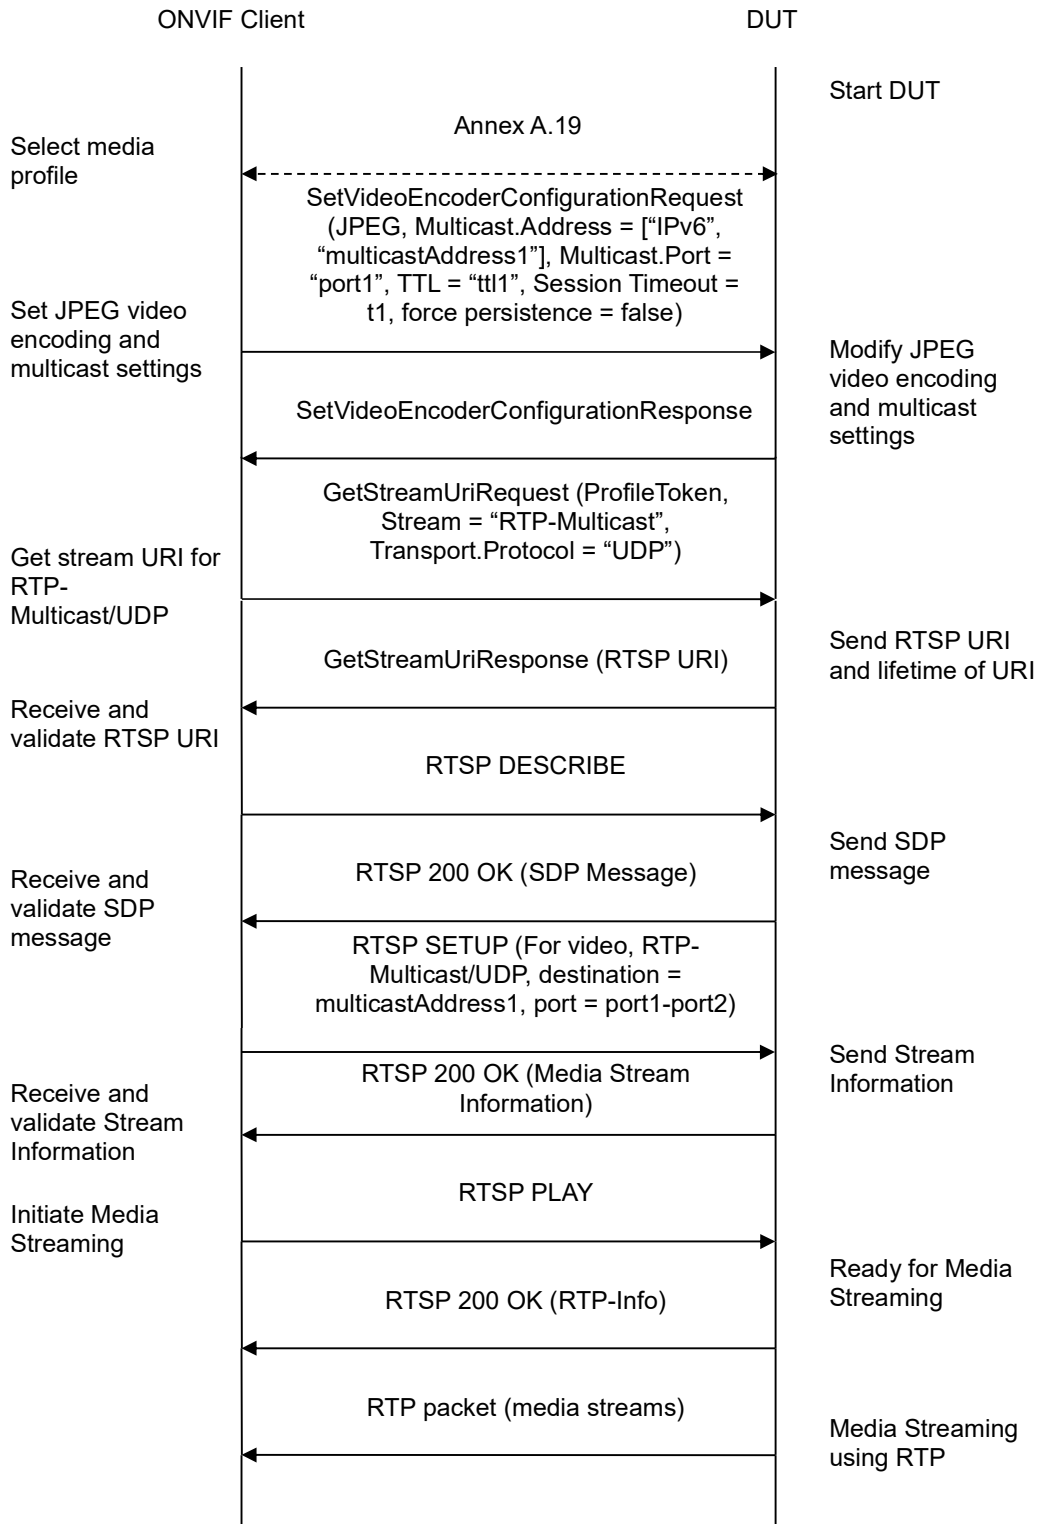 ONVIF Client
DUT
Start DUT
Annex A.19
Select media
profile
SetVideoEncoderConfigurationRequest
(JPEG, Multicast.Address = [“IPv6”,
“multicastAddress1”], Multicast.Port =
“port1”, TTL = “ttl1”, Session Timeout =
t1, force persistence = false)
Set JPEG video
encoding and
multicast settings
Modify JPEG
video encoding
and multicast
settings
SetVideoEncoderConfigurationResponse
GetStreamUriRequest (ProfileToken,
Stream = “RTP-Multicast”,
Transport.Protocol = “UDP”)
Get stream URI for
RTP-
Multicast/UDP
Send RTSP URI
and lifetime of URI
GetStreamUriResponse (RTSP URI)
Receive and
validate RTSP URI
RTSP DESCRIBE
Send SDP
message
RTSP 200 OK (SDP Message)
Receive and
validate SDP
message
RTSP SETUP (For video, RTP-
Multicast/UDP, destination =
multicastAddress1, port = port1-port2)
Send Stream
Information
RTSP 200 OK (Media Stream
Information)
Receive and
validate Stream
Information
RTSP PLAY
Initiate Media
Streaming
Ready for Media
Streaming
RTSP 200 OK (RTP-Info)
RTP packet (media streams)
Media Streaming
using RTP